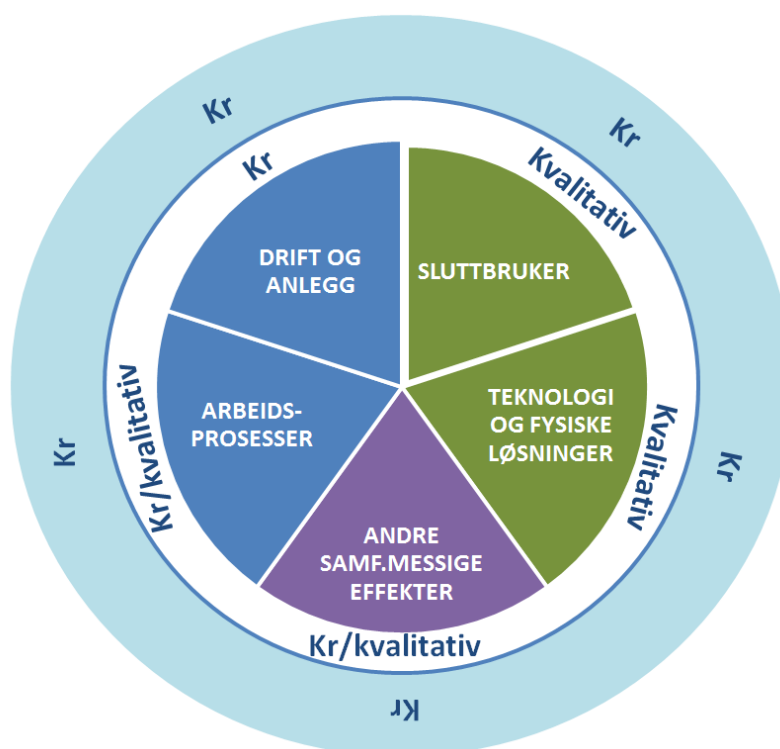 Kr
Kr
Kr
Kvalitativ
DRIFT OG
ANLEGG
SLUTTBRUKER
Kr/kvalitativ
ARBEIDS-
PROSESSER
TEKNOLOGI
OG FYSISKE
LØSNINGER
Kvalitativ
Kr
Kr
ANDRE
SAMF.MESSIGE
EFFEKTER
Kr/kvalitativ
Kr